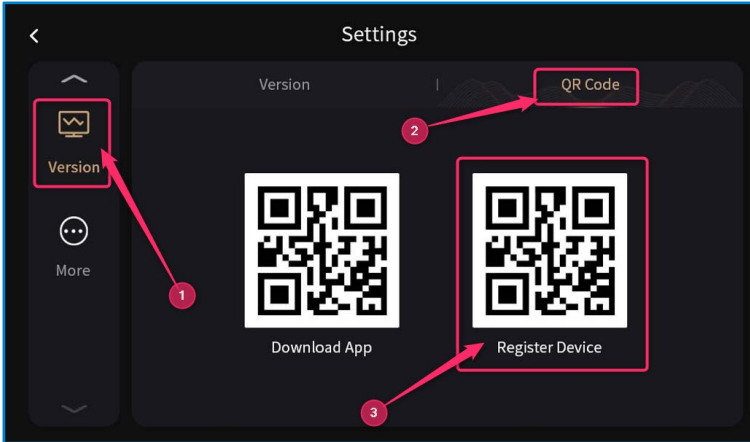 Settings
Version
QR Code
2
Version
More
1
Download App
Register Device
3